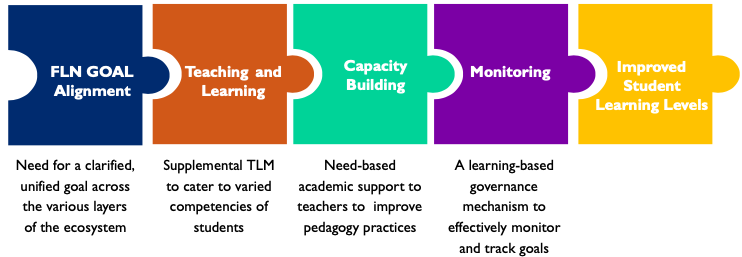 FLN GOAL
Alignment
Teaching and
Learning
Capacity
Building
Monitoring
Improved
Student
Learning Levels
Need for a clarified,
unified goal across
the various layers
of the ecosystem
Supplemental TLM
to cater to varied
competencies of
students
Need-based
academic support to
teachers to improve
pedagogy practices
A learning-based
governance
mechanism to
effectively monitor
and track goals